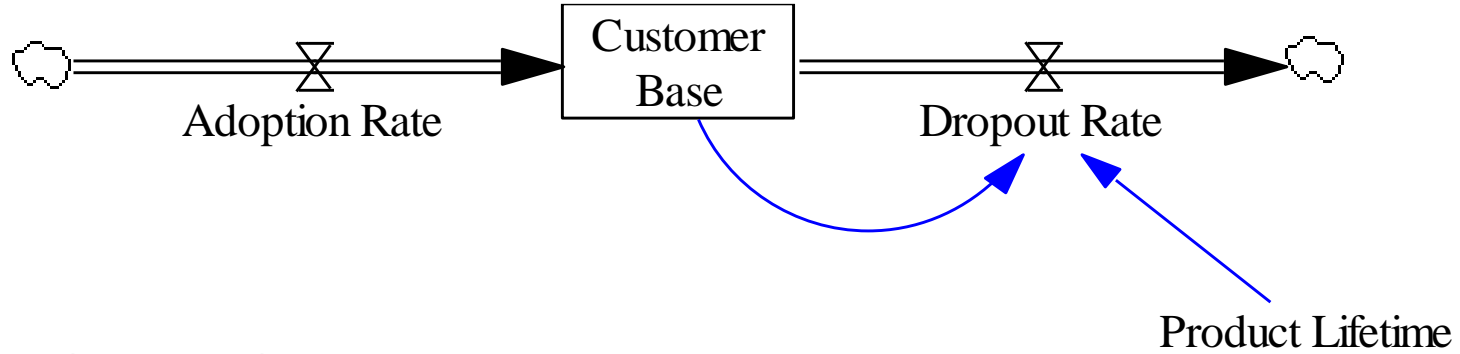 Customer
Base
Adoption Rate
Dropout Rate
Product Lifetime